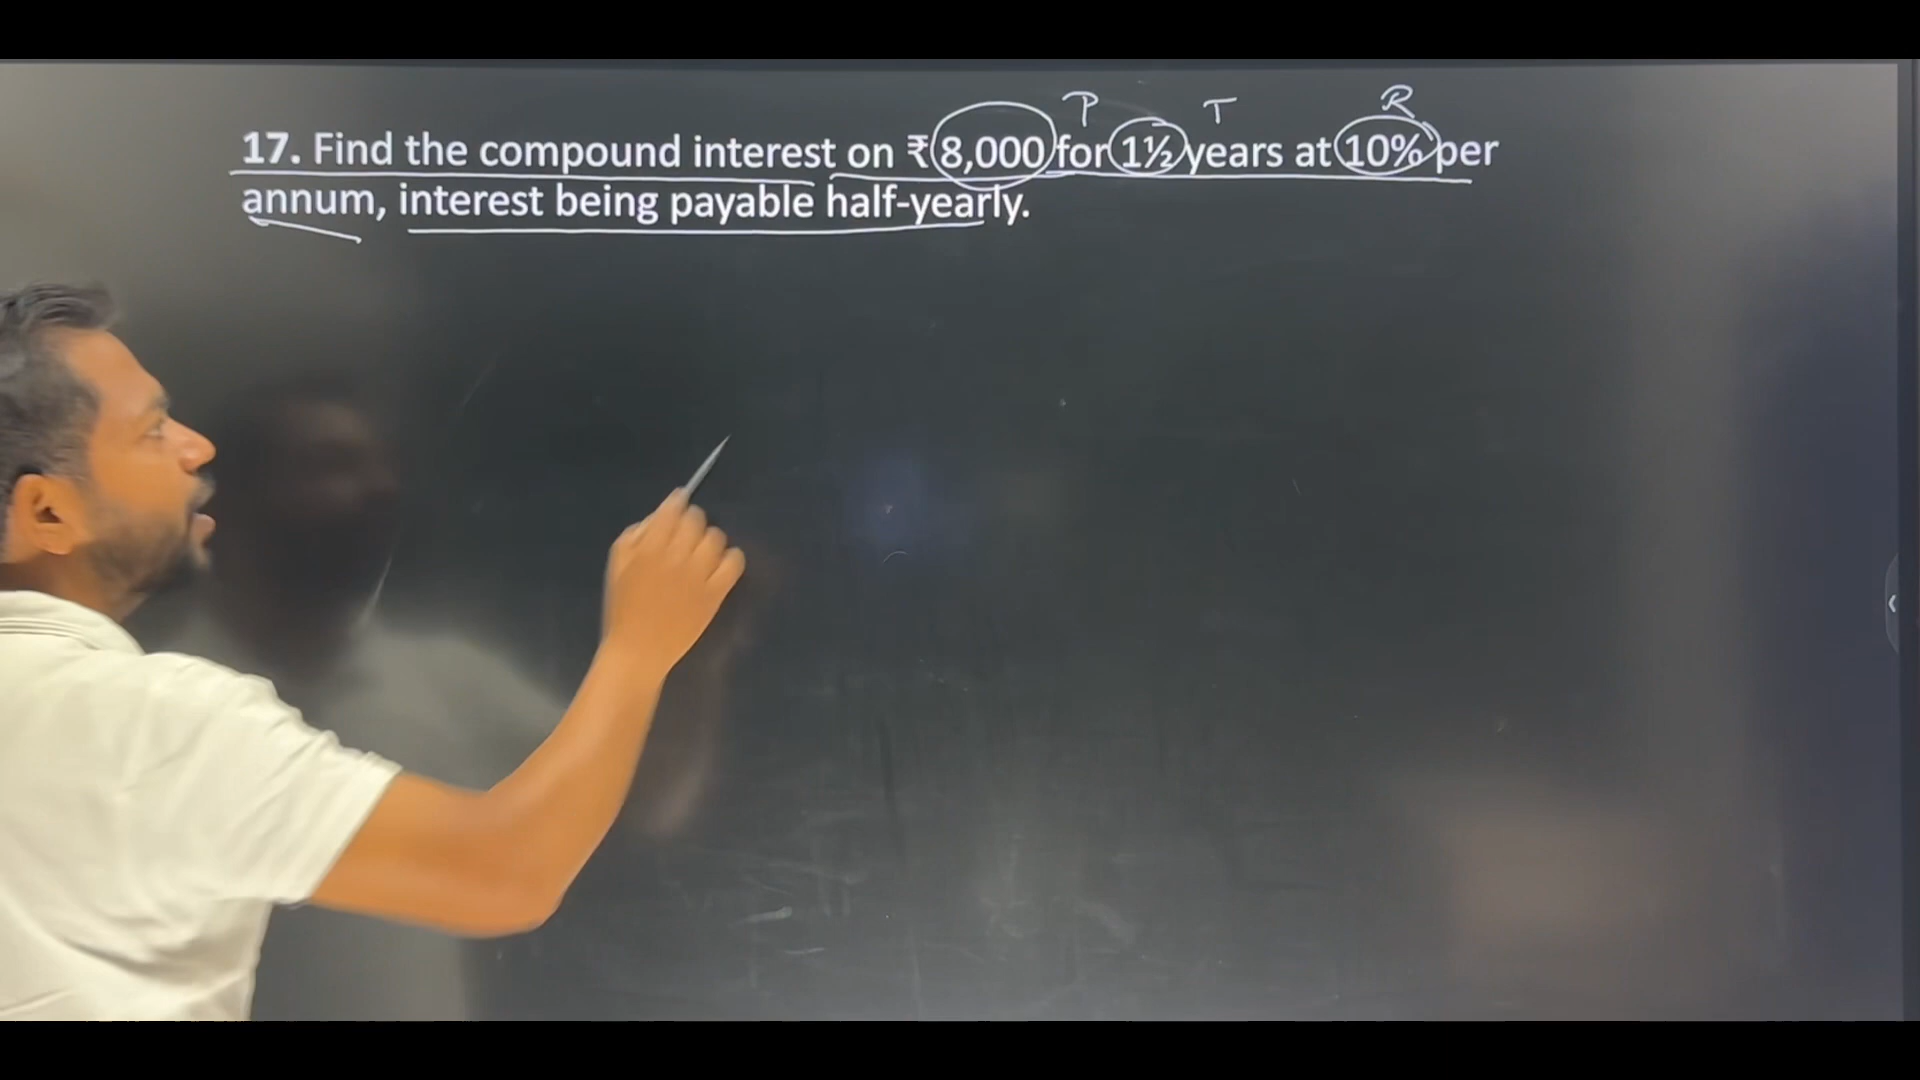 P T R
17. Find the compound interest on ₹8,000 for 1½ years at 10% per
annum, interest being payable half-yearly.